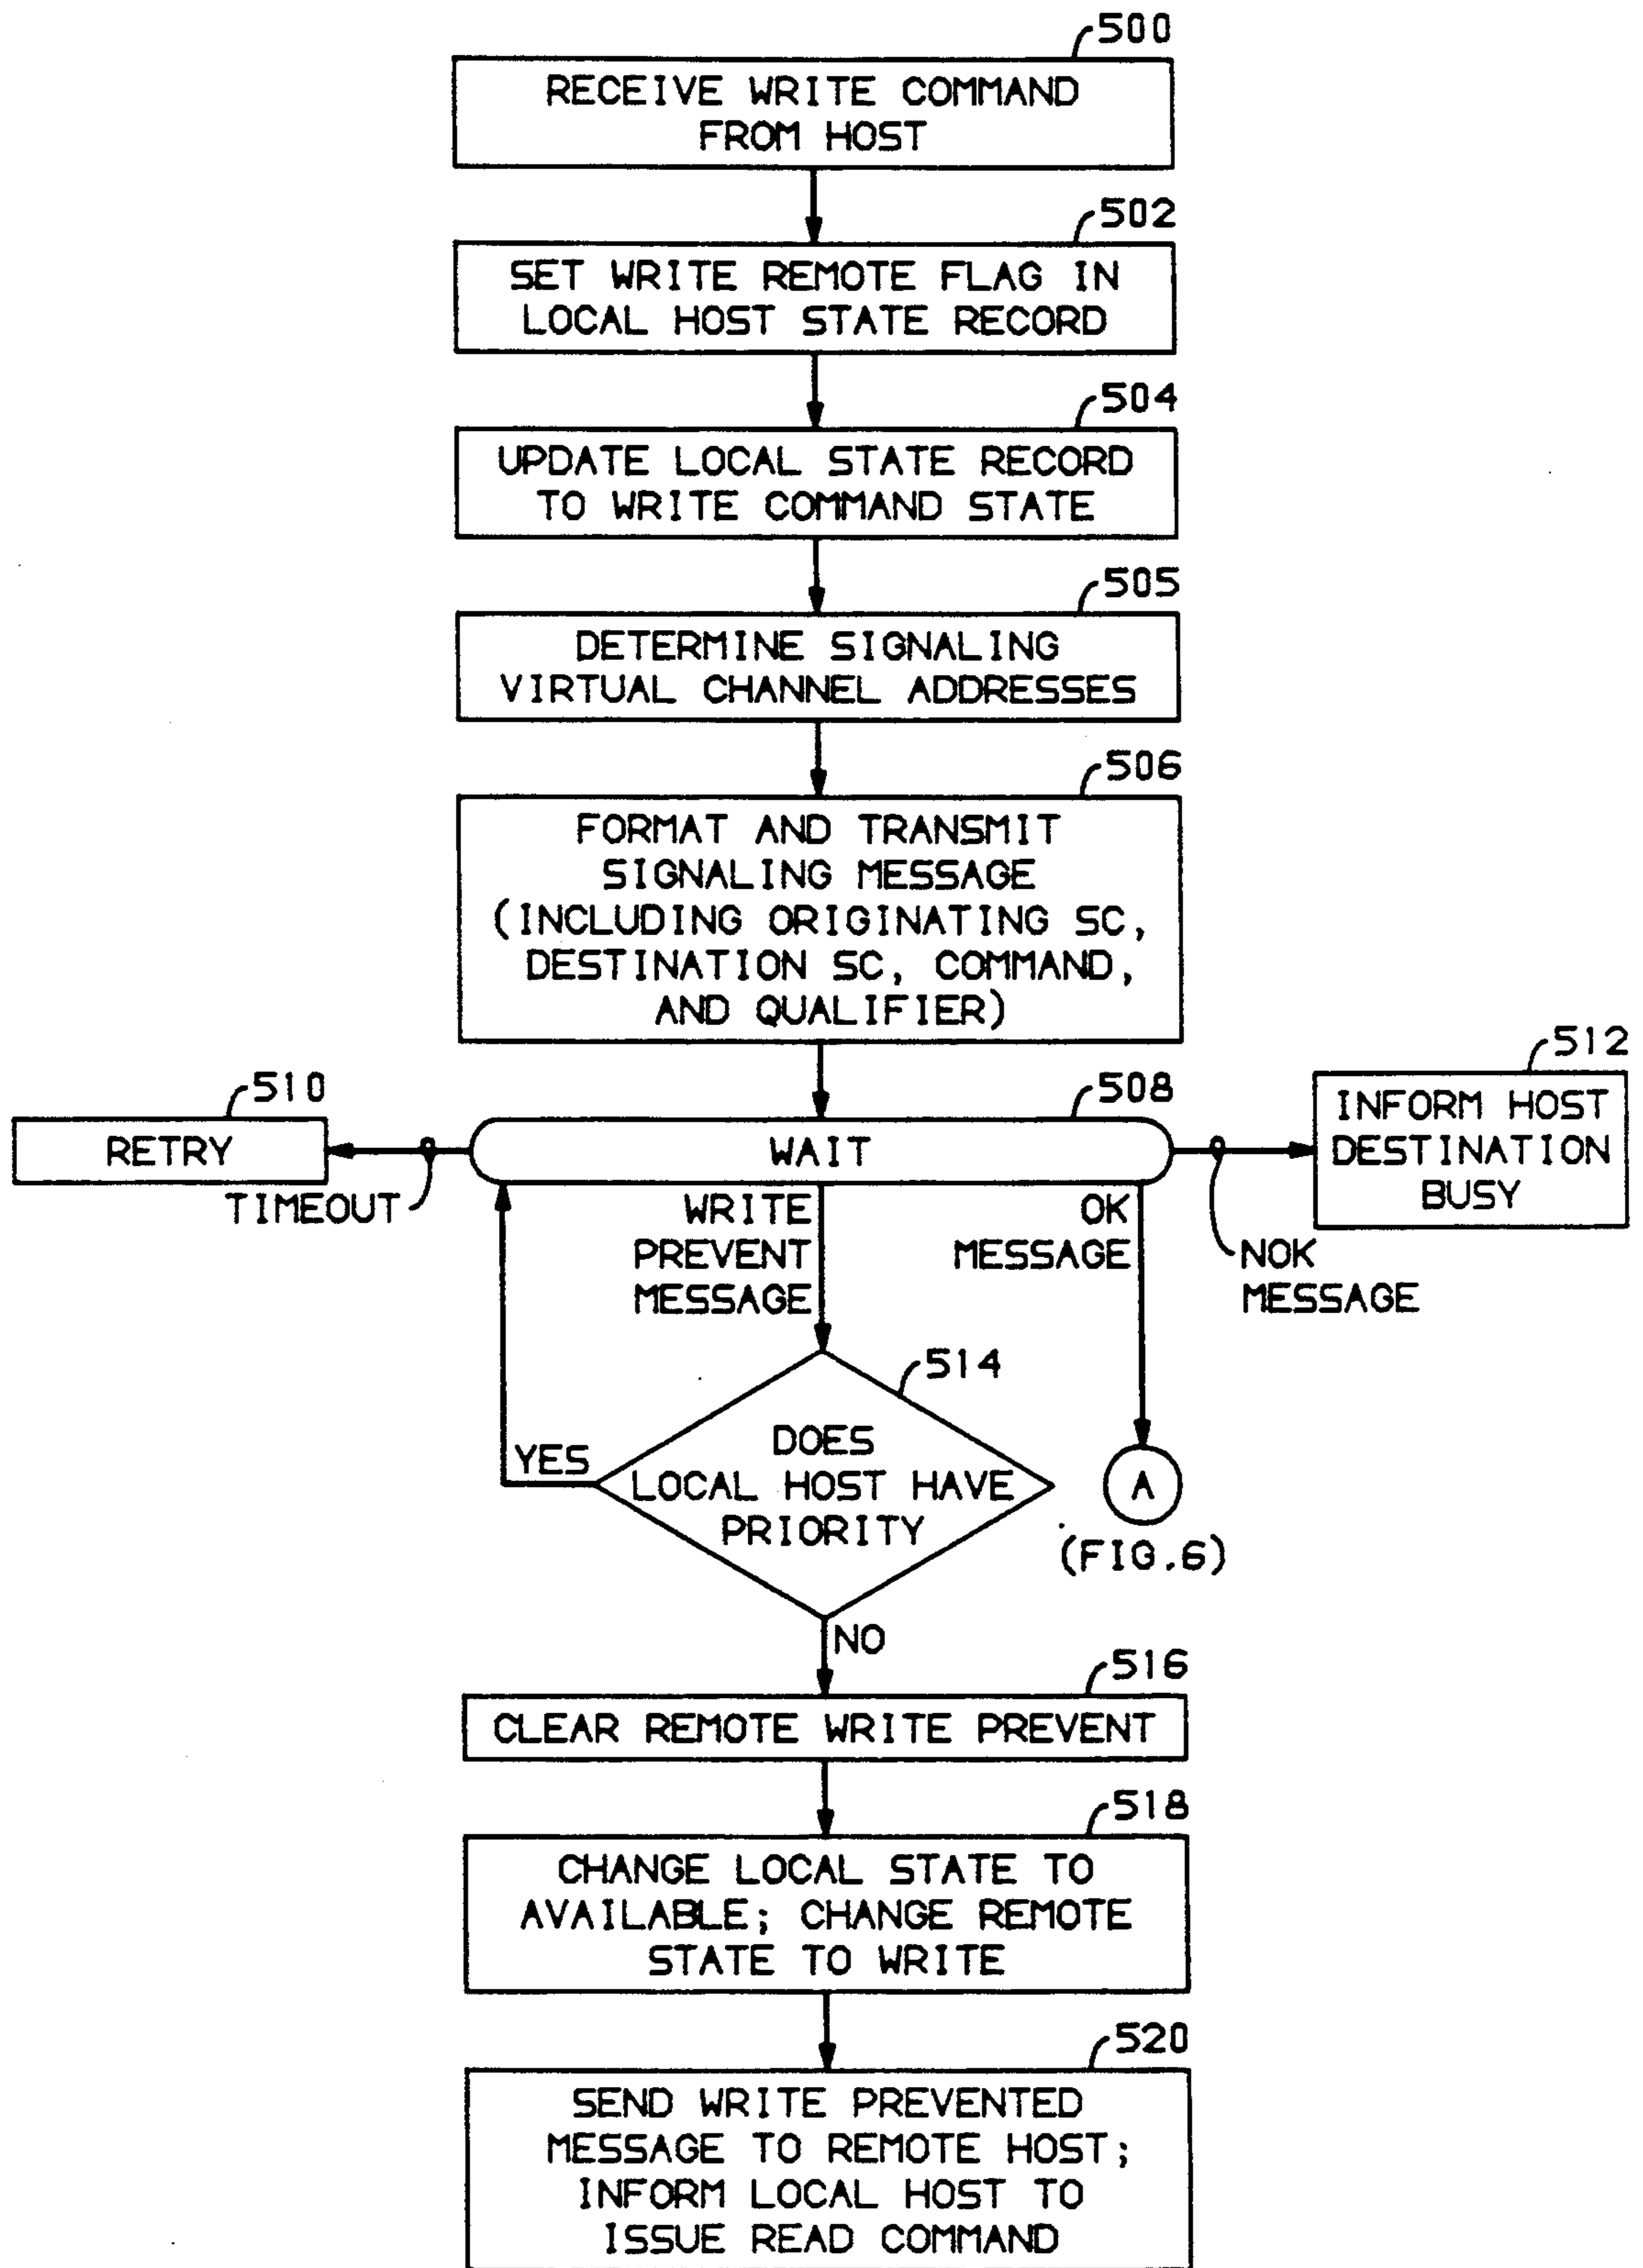 500
RECEIVE WRITE COMMAND
FROM HOST
502
SET WRITE REMOTE FLAG IN
LOCAL HOST STATE RECORD
504
UPDATE LOCAL STATE RECORD
TO WRITE COMMAND STATE
505
DETERMINE SIGNALING
VIRTUAL CHANNEL ADDRESSES
506
FORMAT AND TRANSMIT
SIGNALING MESSAGE
(INCLUDING ORIGINATING SC,
DESTINATION SC, COMMAND,
AND QUALIFIER)
510
RETRY
TIMEOUT
508
WAIT
512
INFORM HOST
DESTINATION
BUSY
WRITE
PREVENT
MESSAGE
OK
MESSAGE
NOK
MESSAGE
514
DOES
LOCAL HOST HAVE
PRIORITY
YES
A
(FIG.6)
NO
516
CLEAR REMOTE WRITE PREVENT
518
CHANGE LOCAL STATE TO
AVAILABLE; CHANGE REMOTE
STATE TO WRITE
520
SEND WRITE PREVENTED
MESSAGE TO REMOTE HOST;
INFORM LOCAL HOST TO
ISSUE READ COMMAND